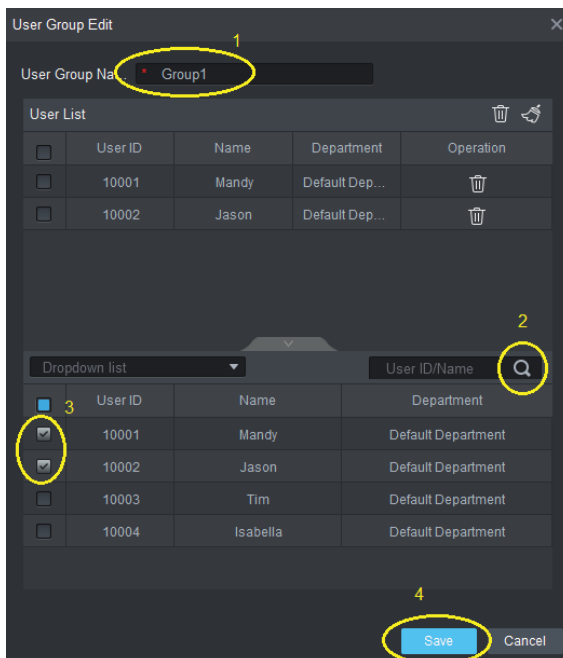 User Group Edit
1
User Group Na... * Group1
User List
User ID Name Department Operation
10001 Mandy Default Dep...
10002 Jason Default Dep...
2
Dropdown list User ID/Name
3 User ID Name Department
10001 Mandy Default Department
10002 Jason Default Department
10003 Tim Default Department
10004 Isabella Default Department
4
Save Cancel